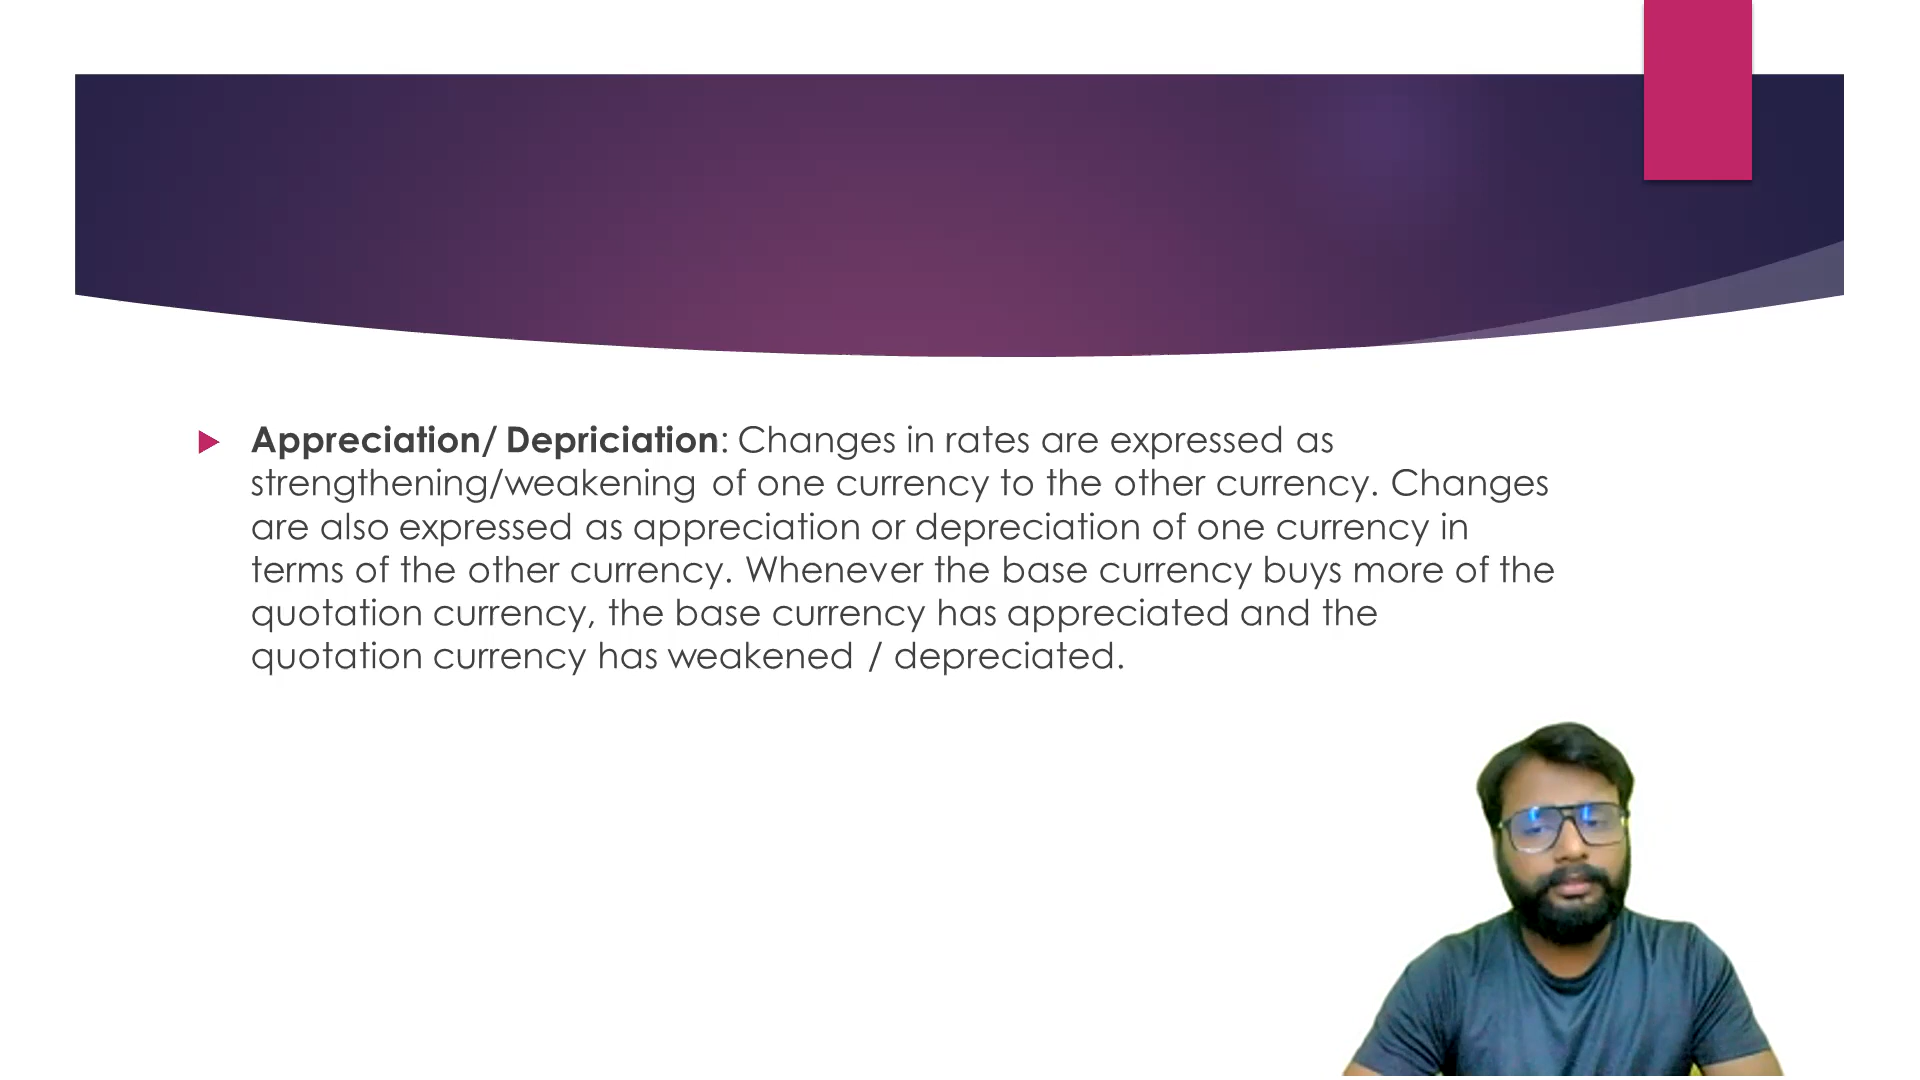 Appreciation/ Depriciation: Changes in rates are expressed as
strengthening/weakening of one currency to the other currency. Changes
are also expressed as appreciation or depreciation of one currency in
terms of the other currency. Whenever the base currency buys more of the
quotation currency, the base currency has appreciated and the
quotation currency has weakened / depreciated.